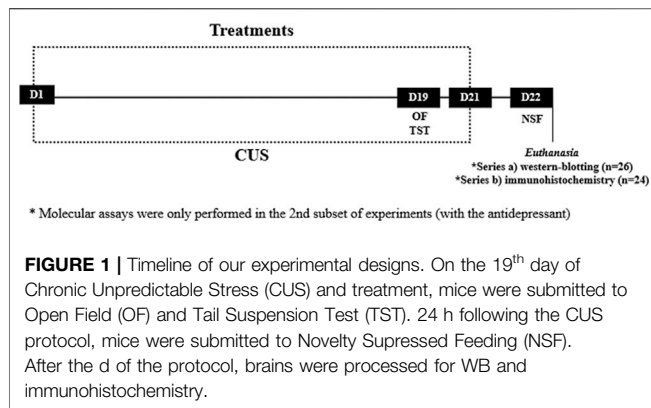 Treatments
D1
D19
D21
D22
OF
TST
NSF
CUS
Euthanasia
*Series a) western-blotting (n=26)
*Series b) immunohistochemistry (n=24)
* Molecular assays were only performed in the 2nd subset of experiments (with the antidepressant)
FIGURE 1 | Timeline of our experimental designs. On the 19th day of
Chronic Unpredictable Stress (CUS) and treatment, mice were submitted to
Open Field (OF) and Tail Suspension Test (TST). 24 h following the CUS
protocol, mice were submitted to Novelty Supressed Feeding (NSF).
After the d of the protocol, brains were processed for WB and
immunohistochemistry.